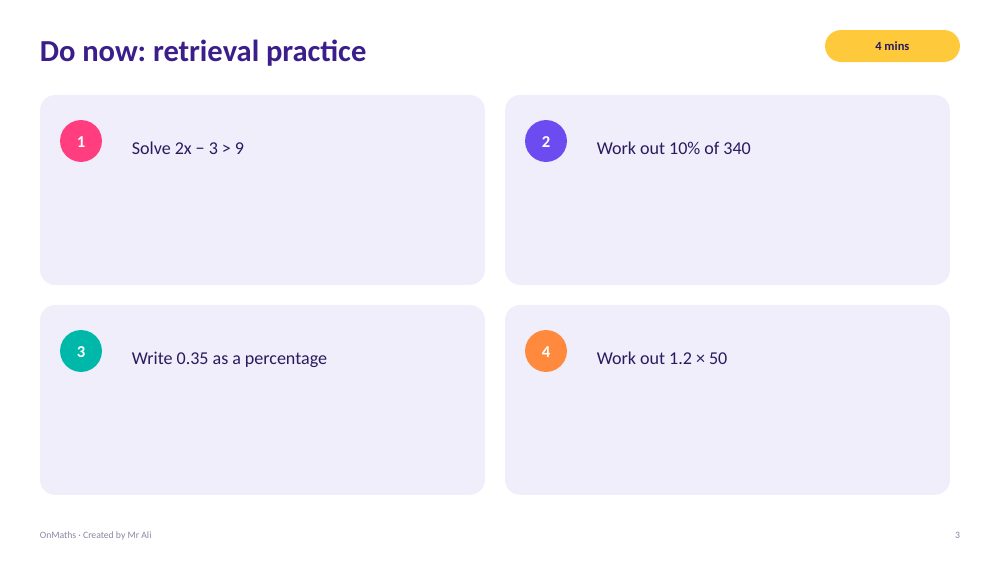 Do now: retrieval practice
4 mins
1
Solve 2x − 3 > 9
2
Work out 10% of 340
3
Write 0.35 as a percentage
4
Work out 1.2 × 50
OnMaths · Created by Mr Ali
3